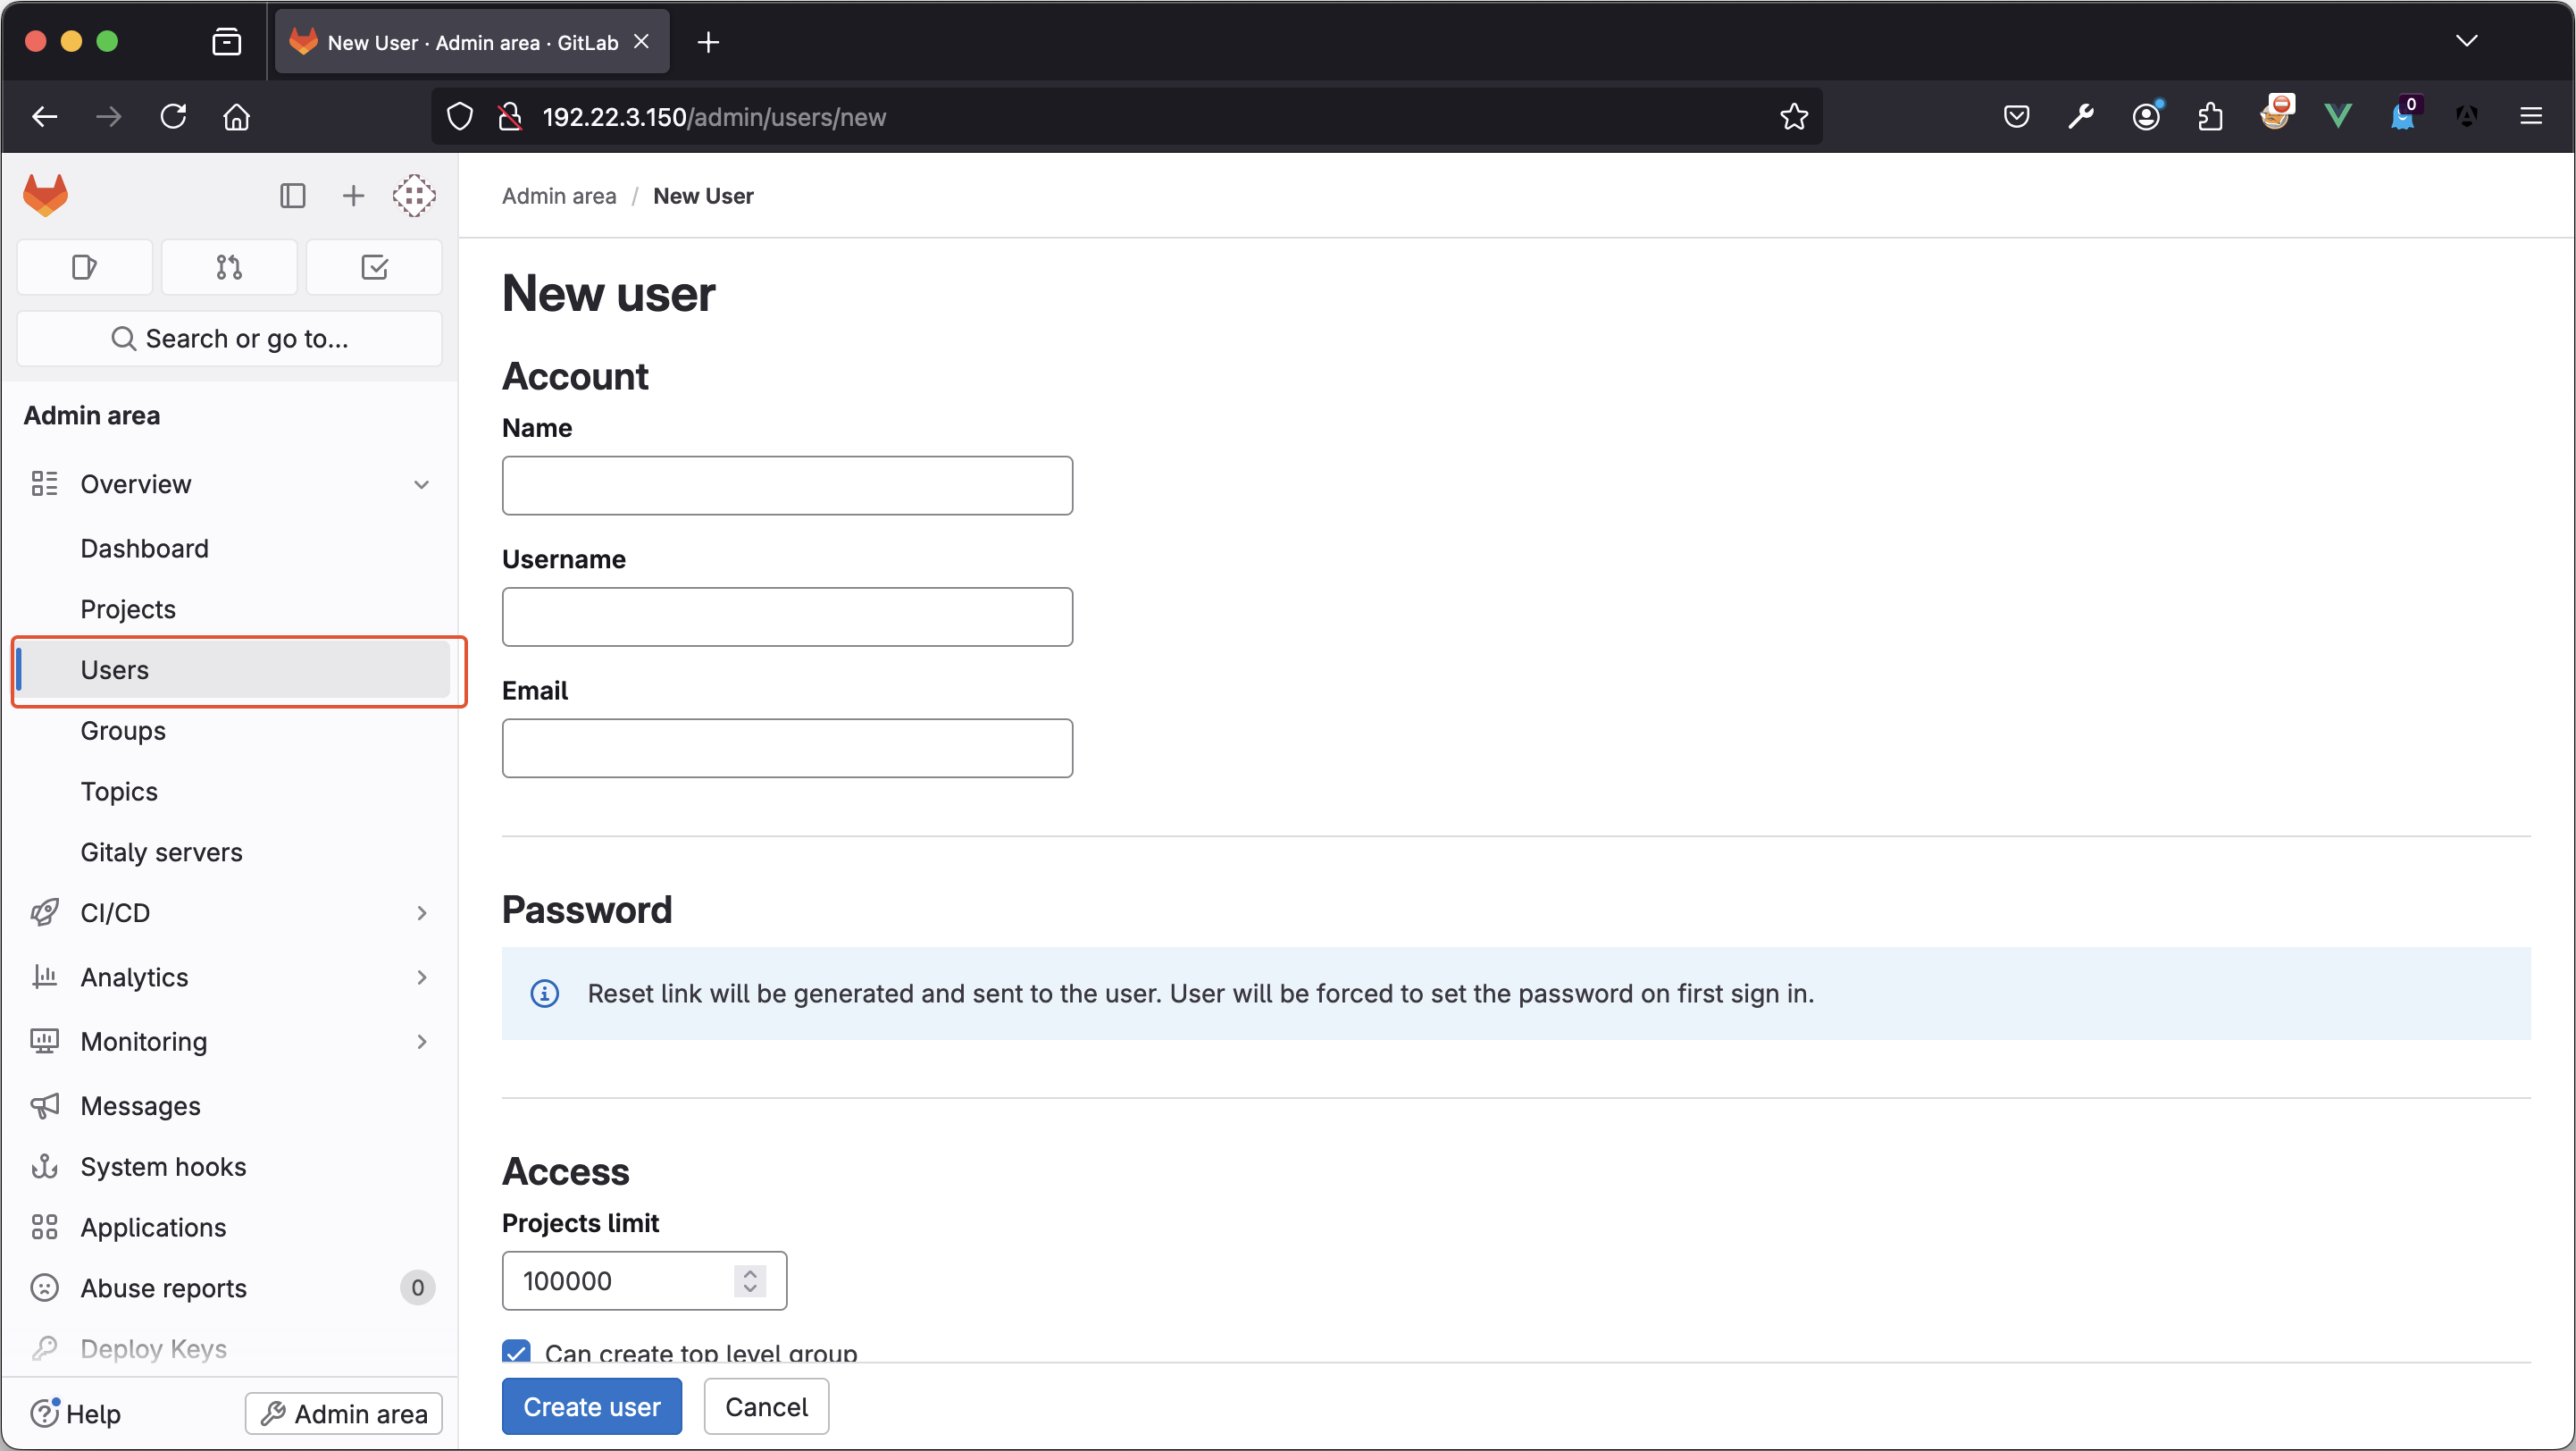 New User · Admin area · GitLab
192.22.3.150/admin/users/new
0
Search or go to...
Admin area
Overview
Dashboard
Projects
Users
Groups
Topics
Gitaly servers
CI/CD
Analytics
Monitoring
Messages
System hooks
Applications
Abuse reports 0
Deploy Keys
Help
Admin area
Admin area / New User
New user
Account
Name
Username
Email
Password
Reset link will be generated and sent to the user. User will be forced to set the password on first sign in.
Access
Projects limit
100000
Can create top level group
Create user
Cancel